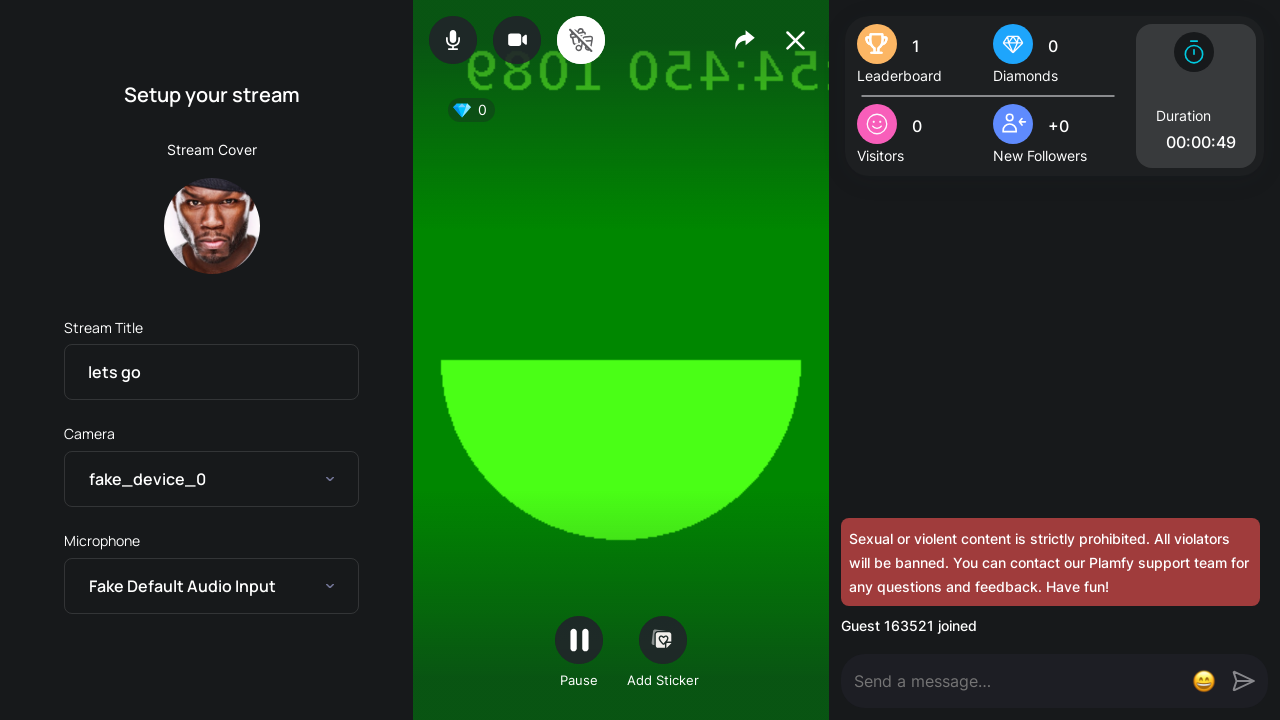 Setup your stream
Stream Cover
Stream Title
lets go
Camera
fake_device_0
Microphone
Fake Default Audio Input
0
Pause
Add Sticker
1
Leaderboard
0
Diamonds
0
Visitors
+0
New Followers
Duration
00:00:49
Sexual or violent content is strictly prohibited. All violators
will be banned. You can contact our Plamfy support team for
any questions and feedback. Have fun!
Guest 163521 joined
Send a message...